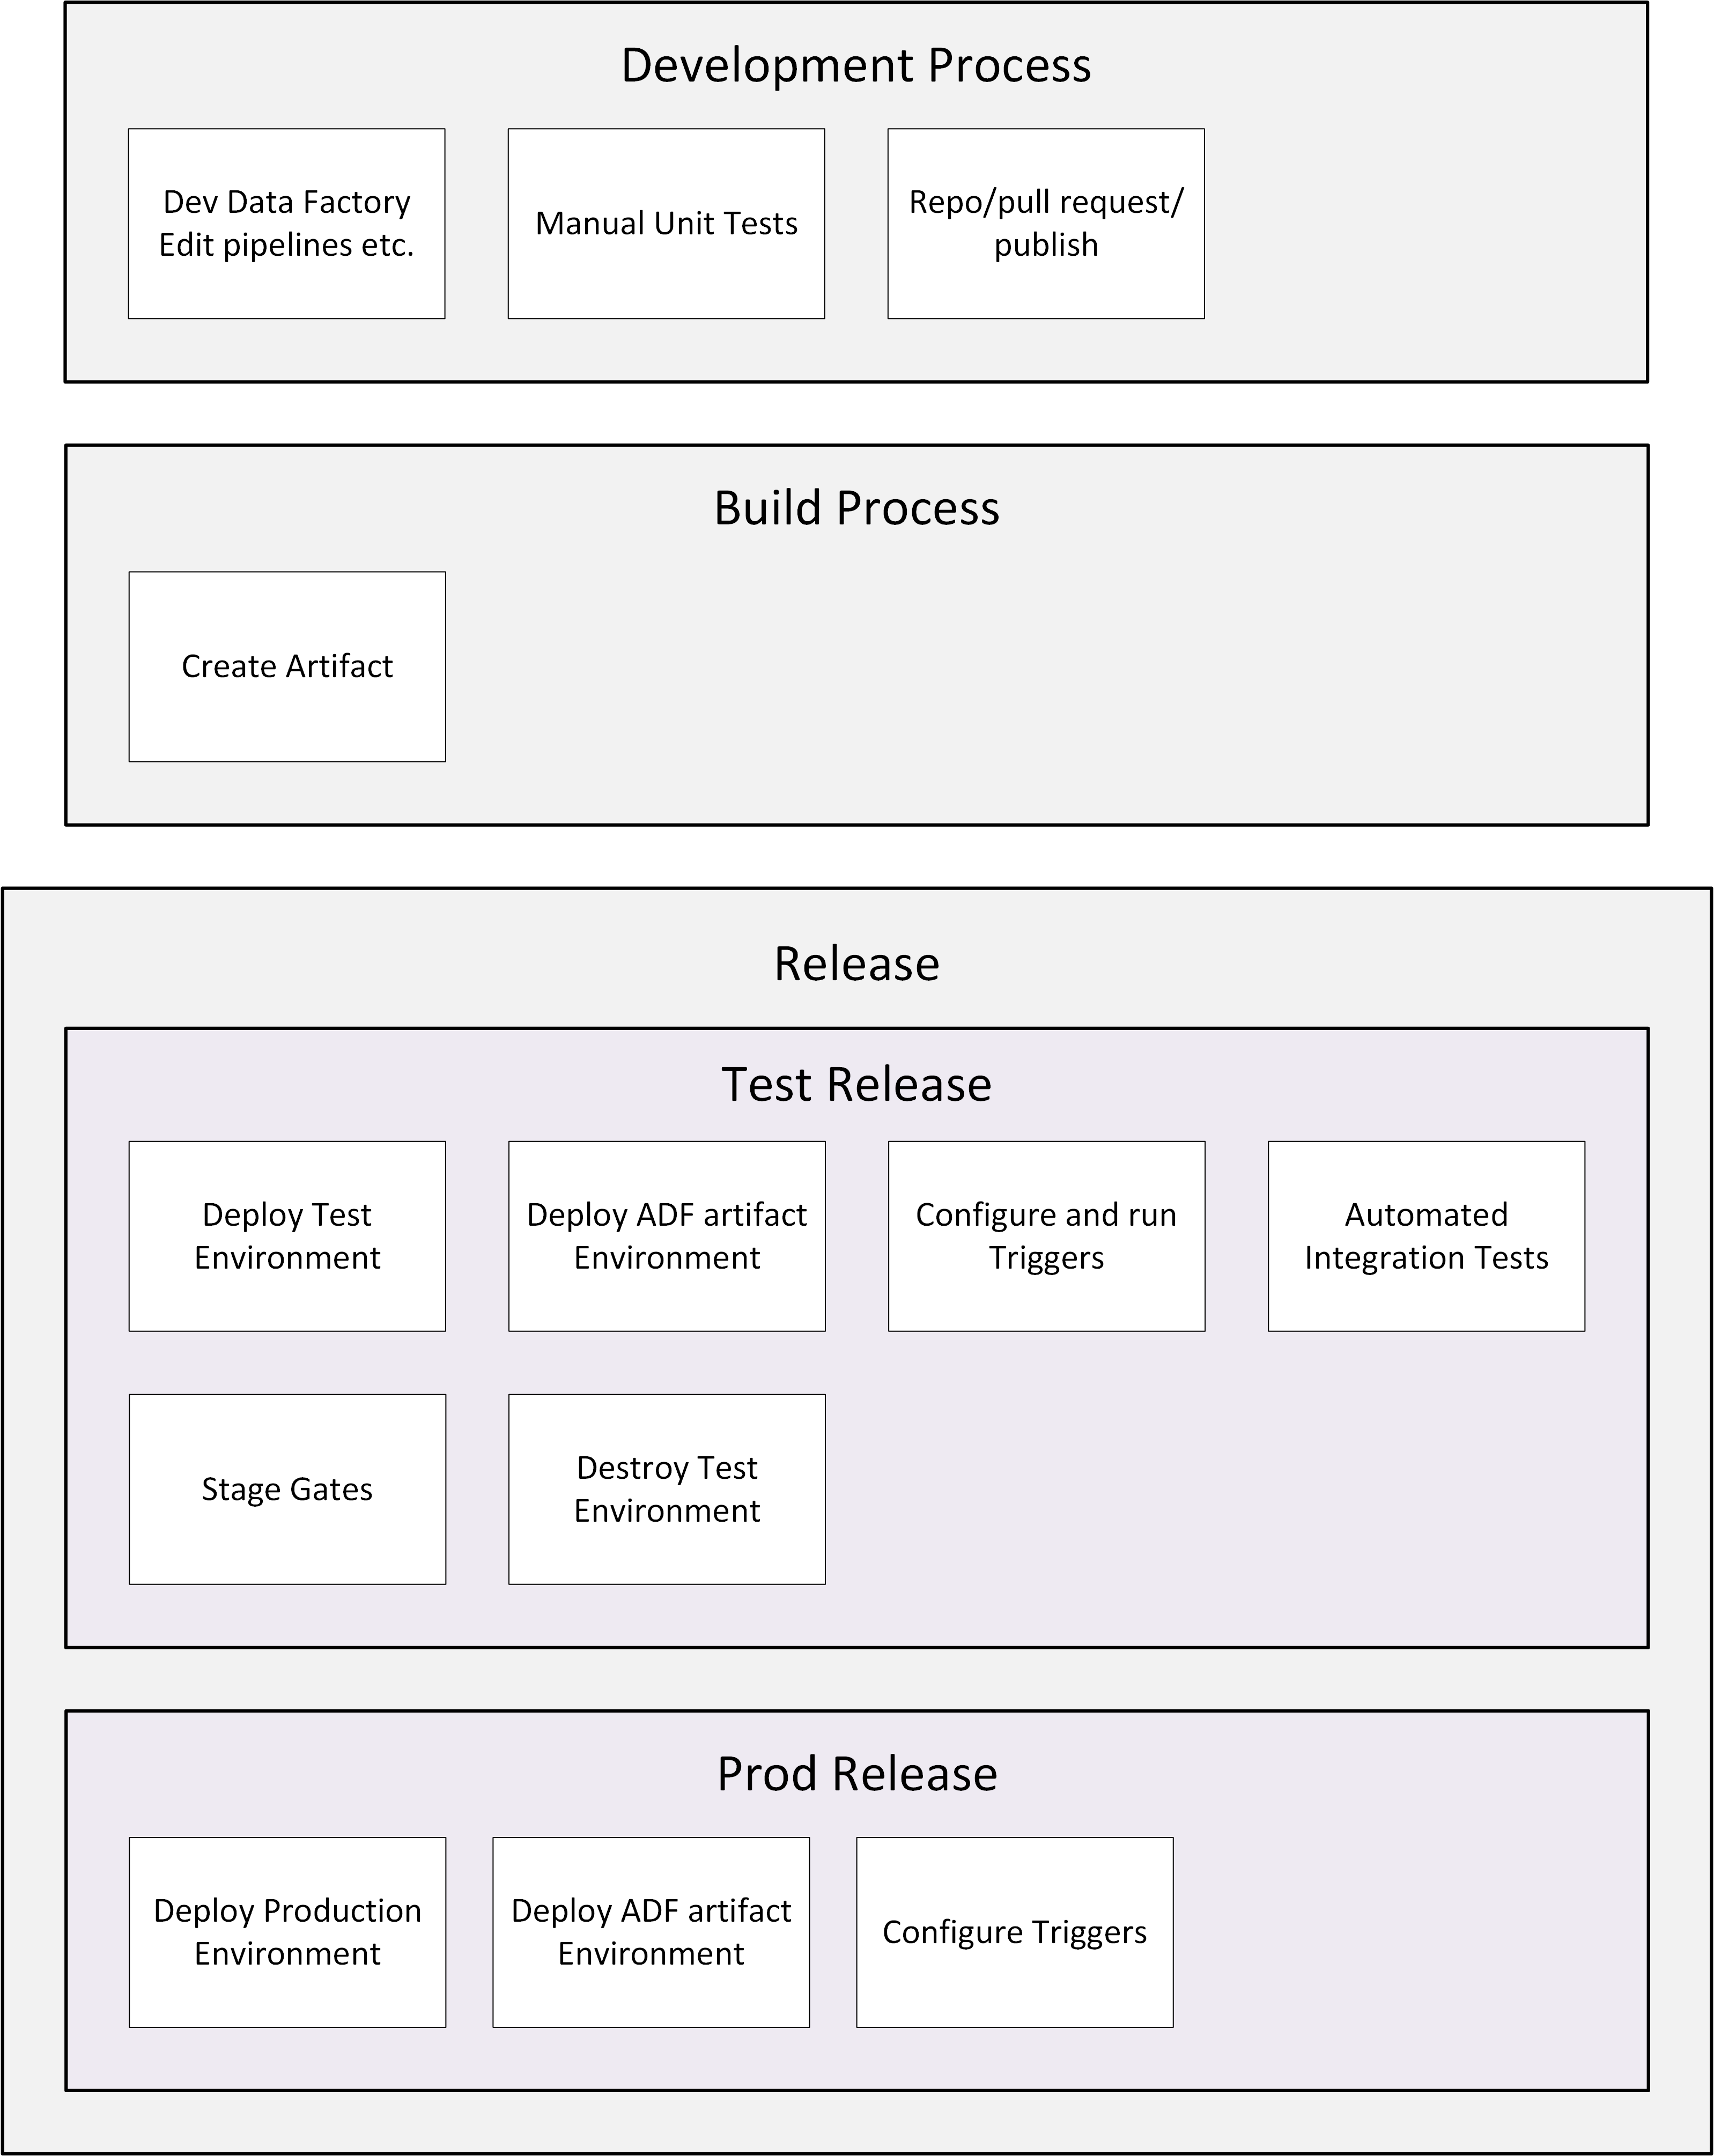 Development Process
Dev Data Factory
Edit pipelines etc.
Manual Unit Tests
Repo/pull request/
publish
Build Process
Create Artifact
Release
Test Release
Deploy Test
Environment
Deploy ADF artifact
Environment
Configure and run
Triggers
Automated
Integration Tests
Stage Gates
Destroy Test
Environment
Prod Release
Deploy Production
Environment
Deploy ADF artifact
Environment
Configure Triggers